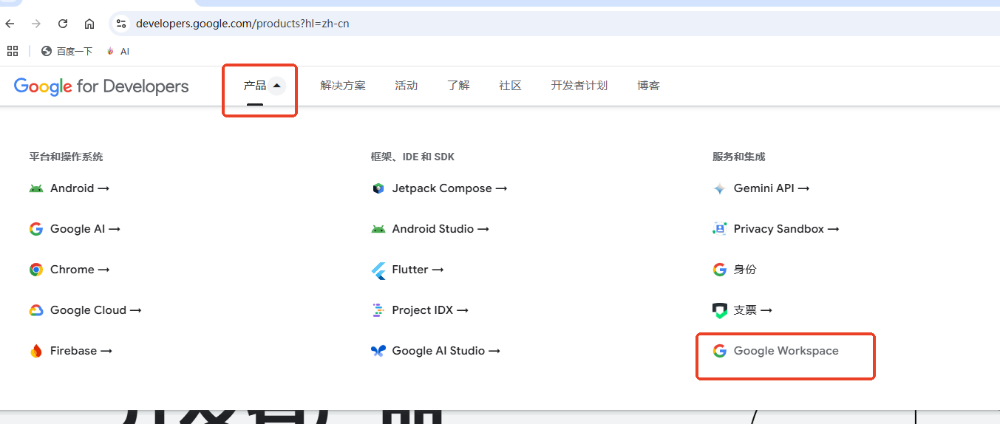 developers.google.com/products?hl=zh-cn
百度一下 AI
Google for Developers 产品 解决方案 活动 了解 社区 开发者计划 博客
平台和操作系统 框架、IDE 和 SDK 服务和集成
Android → Jetpack Compose → Gemini API →
Google AI → Android Studio → Privacy Sandbox →
Chrome → Flutter → 身份
Google Cloud → Project IDX → 支票 →
Firebase → Google AI Studio → Google Workspace